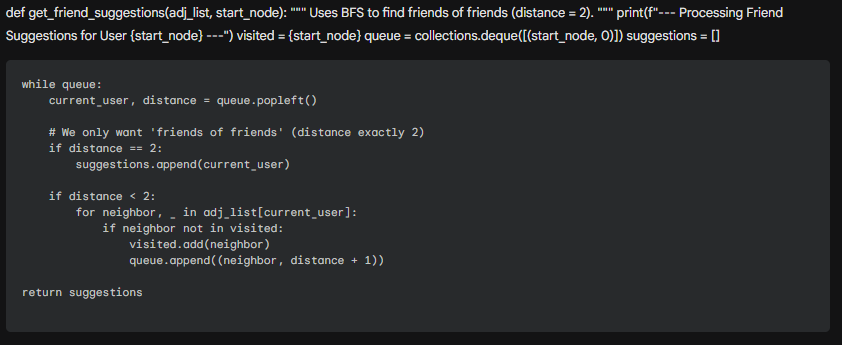 def get_friend_suggestions(adj_list, start_node): """ Uses BFS to find friends of friends (distance = 2). """ print(f"--- Processing Friend
Suggestions for User {start_node} ---") visited = {start_node} queue = collections.deque([(start_node, 0)]) suggestions = []
while queue:
    current_user, distance = queue.popleft()
    # We only want 'friends of friends' (distance exactly 2)
    if distance == 2:
        suggestions.append(current_user)
    if distance < 2:
        for neighbor, _ in adj_list[current_user]:
            if neighbor not in visited:
                visited.add(neighbor)
                queue.append((neighbor, distance + 1))
return suggestions